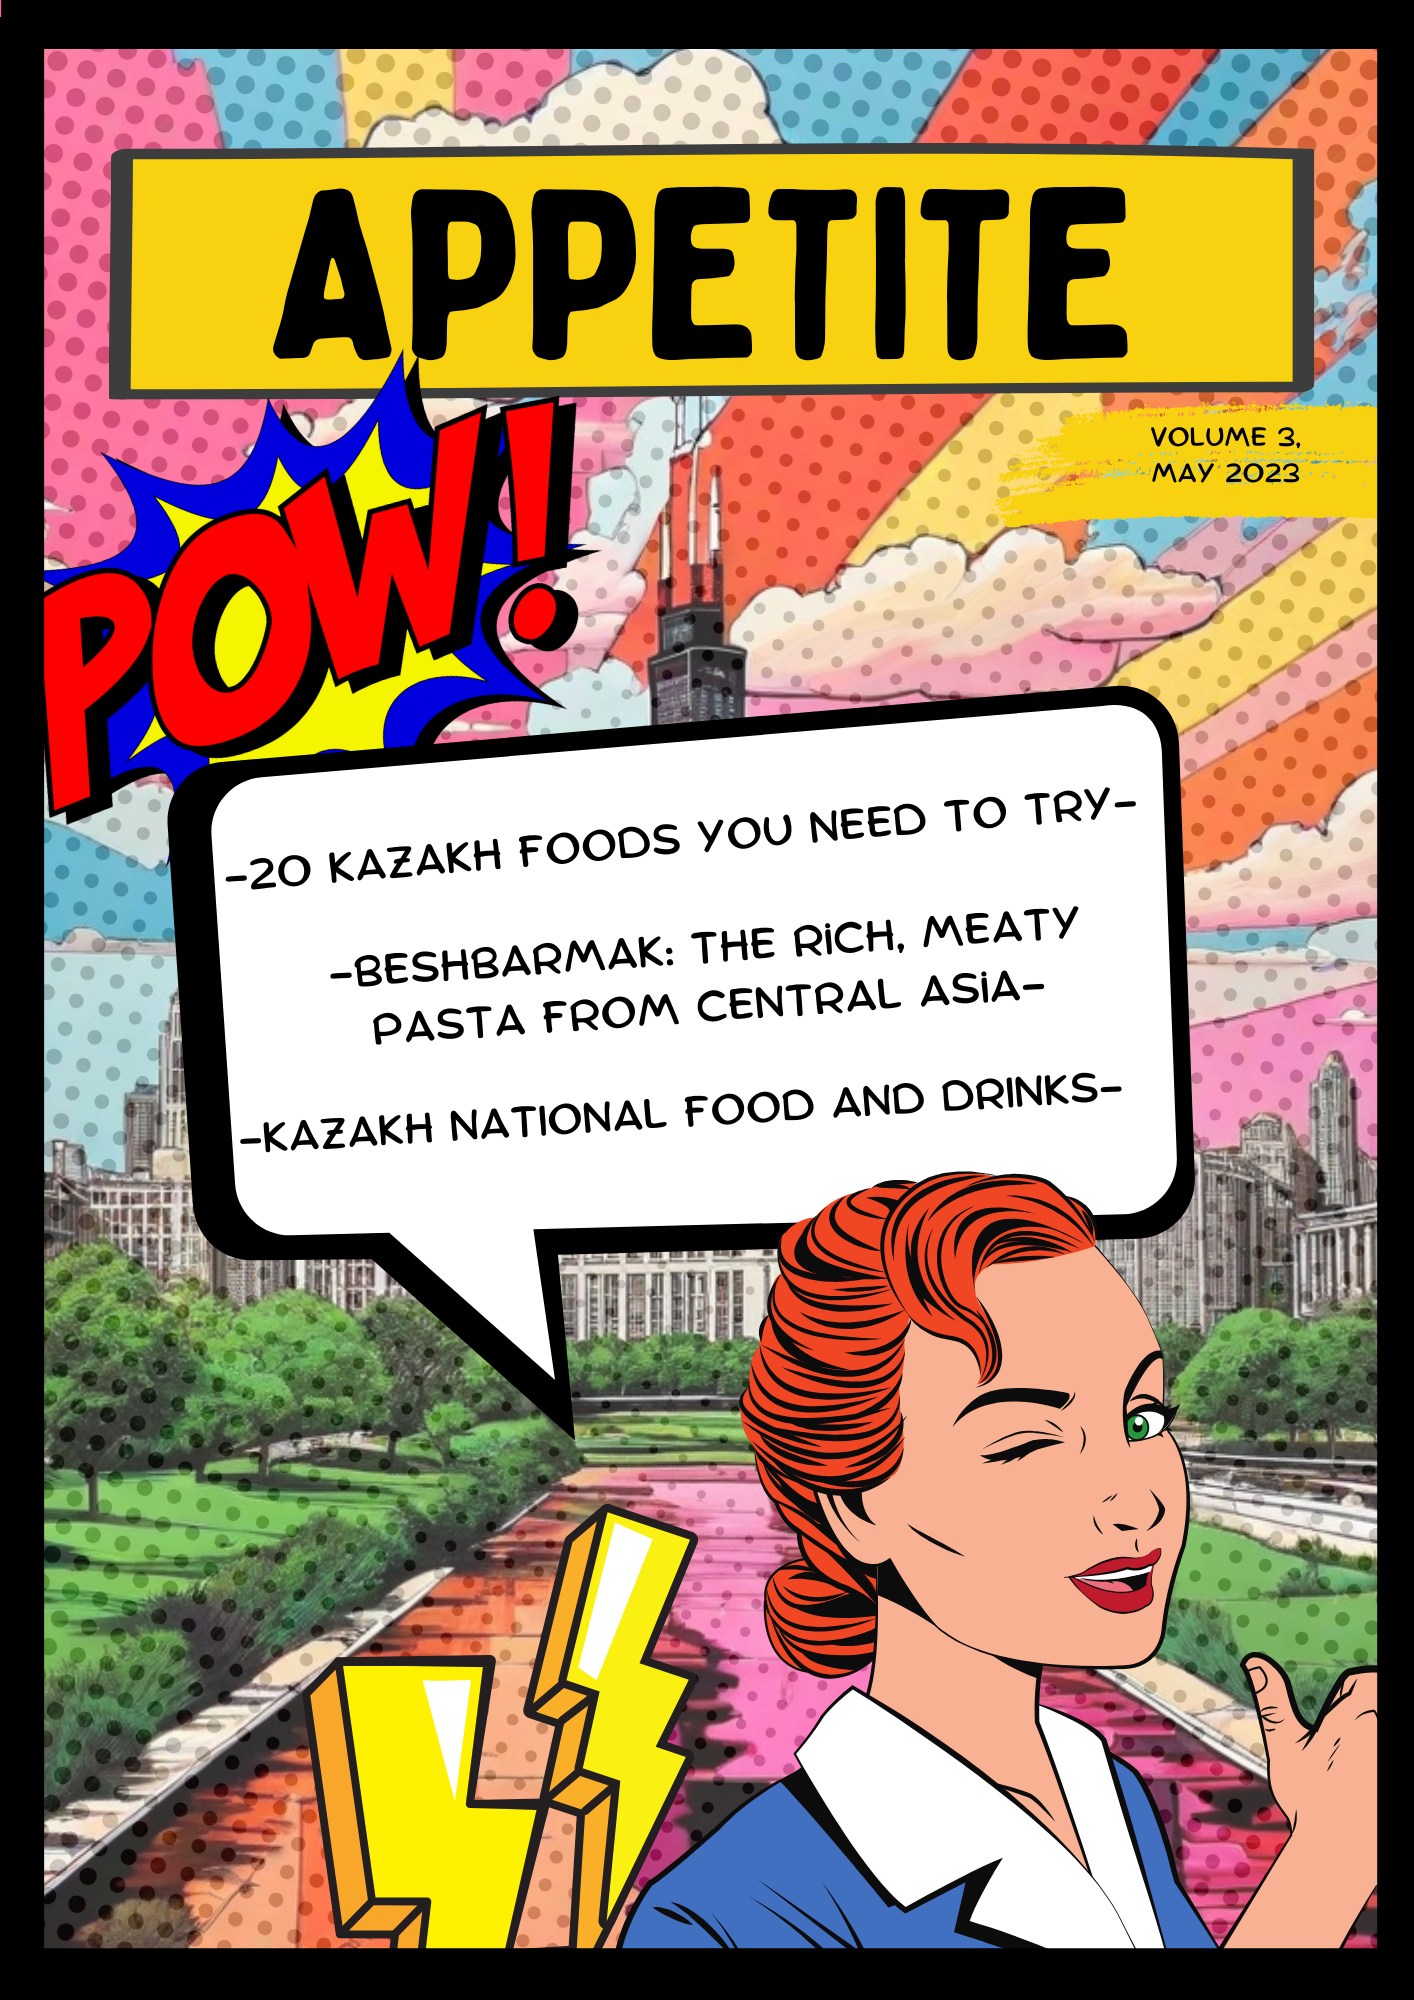 APPETITE
VOLUME 3,
MAY 2023
POW!
-20 KAZAKH FOODS YOU NEED TO TRY-
-BESHBARMAK: THE RICH, MEATY
PASTA FROM CENTRAL ASIA-
-KAZAKH NATIONAL FOOD AND DRINKS-